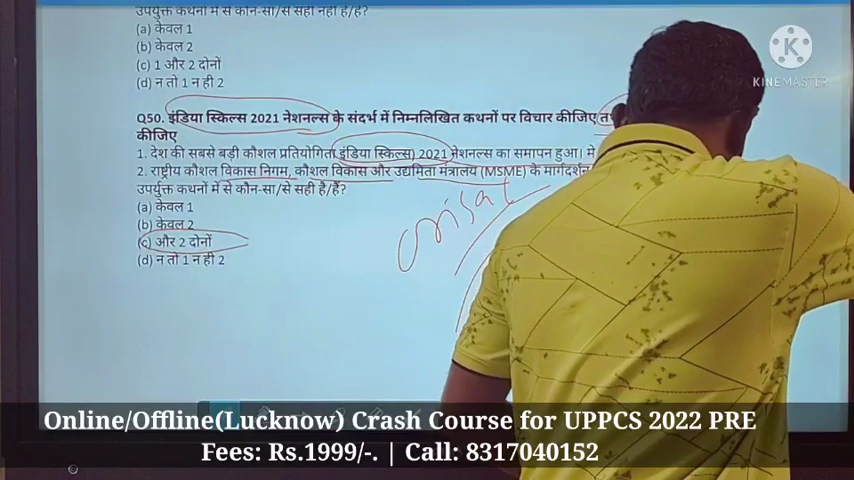 उपर्युक्त कथनों में से कौन-सा/से सही नहीं है/हैं?
(a) केवल 1
(b) केवल 2
(c) 1 और 2 दोनों
(d) न तो 1 न ही 2
Q50. इंडिया स्किल्स 2021 नेशनल्स के संदर्भ में निम्नलिखित कथनों पर विचार कीजिए
कीजिए
1. देश की सबसे बड़ी कौशल प्रतियोगिता इंडिया स्किल्स) 2021 नेशनल्स का समापन हुआ। मे
2. राष्ट्रीय कौशल विकास निगम, कौशल विकास और उद्यमिता मंत्रालय (MSME) के मार्गदर्शन
उपर्युक्त कथनों में से कौन-सा/से सही है/हैं?
(a) केवल 1
(b) केवल 2
(c) और 2 दोनों
(d) न तो 1 न ही 2
KINEMASTER
Online/Offline(Lucknow) Crash Course for UPPCS 2022 PRE
Fees: Rs.1999/-. | Call: 8317040152